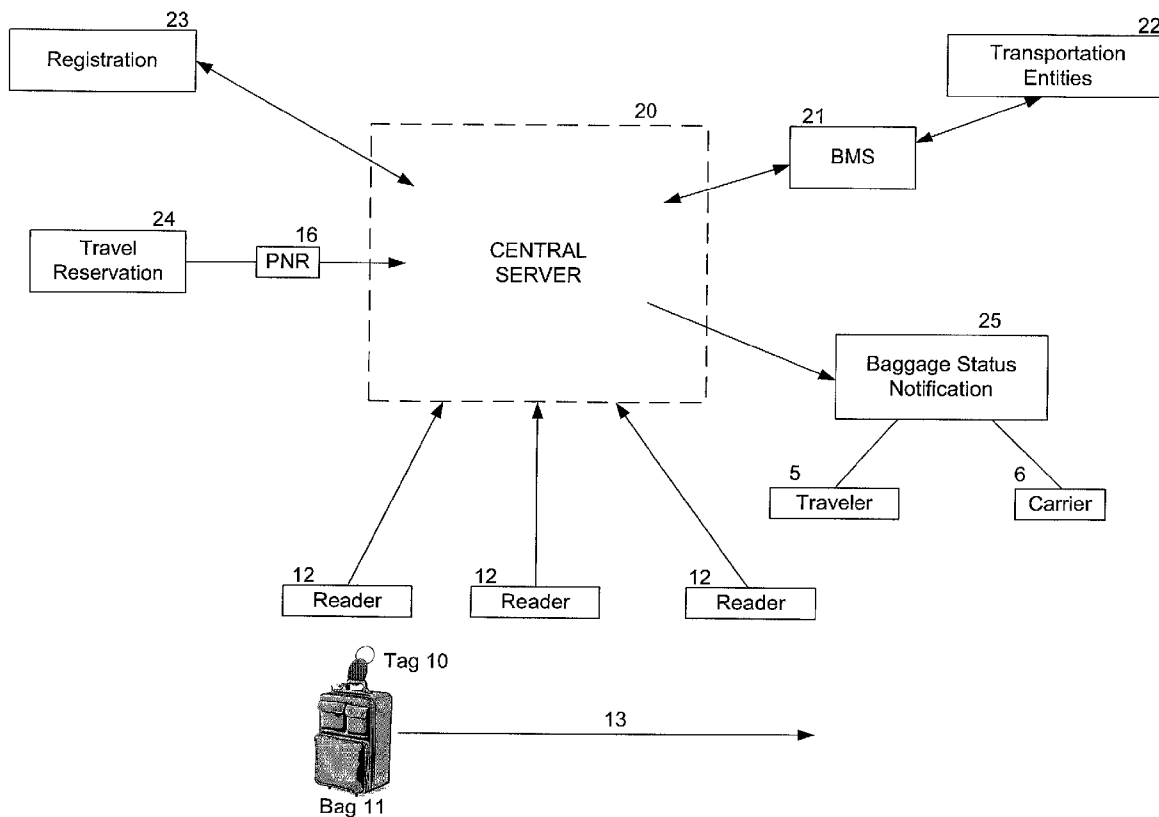 23
Registration
22
Transportation
Entities
20
21
BMS
24
Travel
Reservation
16
PNR
CENTRAL
SERVER
25
Baggage Status
Notification
5
Traveler
6
Carrier
12
Reader
12
Reader
12
Reader
Tag 10
13
Bag 11